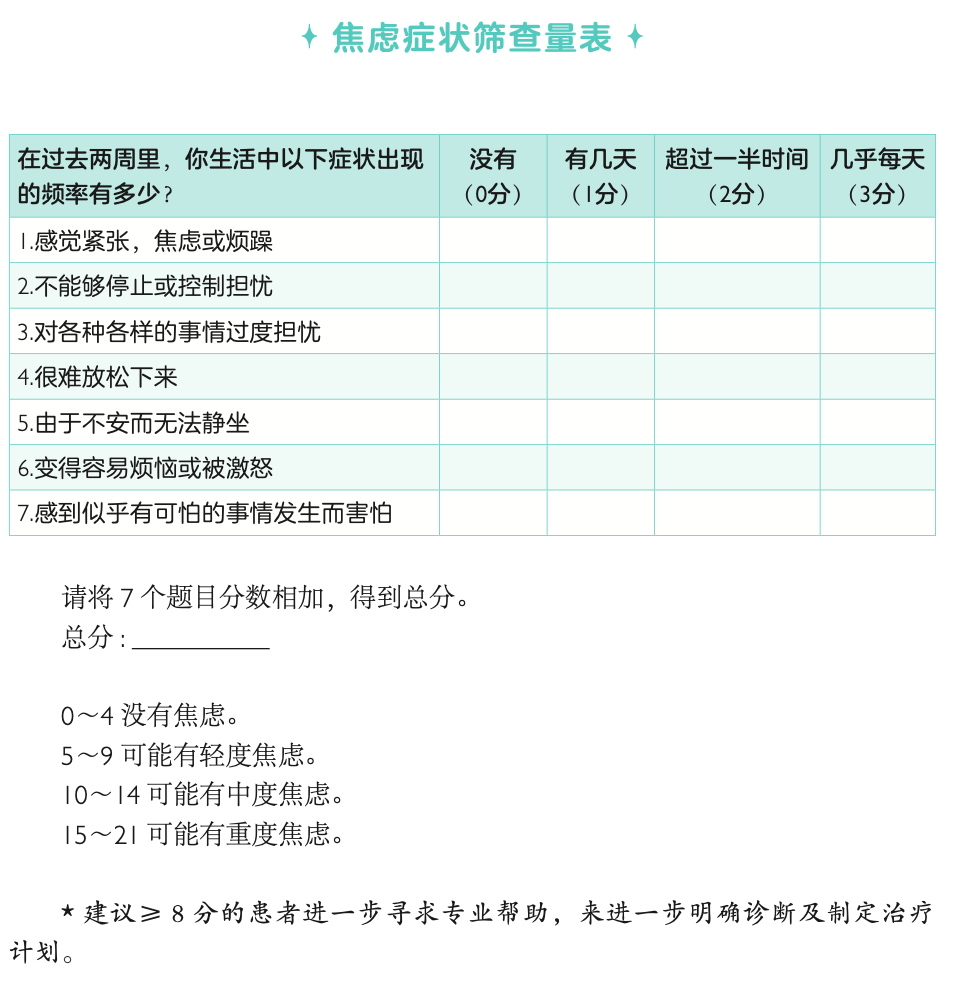 焦虑症状筛查量表
在过去两周里，你生活中以下症状出现
的频率有多少?
没有
（0分）
有几天
（1分）
超过一半时间
（2分）
几乎每天
（3分）
1.感觉紧张，焦虑或烦躁
2.不能够停止或控制担忧
3.对各种各样的事情过度担忧
4.很难放松下来
5.由于不安而无法静坐
6.变得容易烦恼或被激怒
7.感到似乎有可怕的事情发生而害怕
请将 7 个题目分数相加，得到总分。
总分 : __________
0～4 没有焦虑。
5～9 可能有轻度焦虑。
10～14 可能有中度焦虑。
15～21 可能有重度焦虑。
★ 建议≥ 8 分的患者进一步寻求专业帮助，来进一步明确诊断及制定治疗
计划。